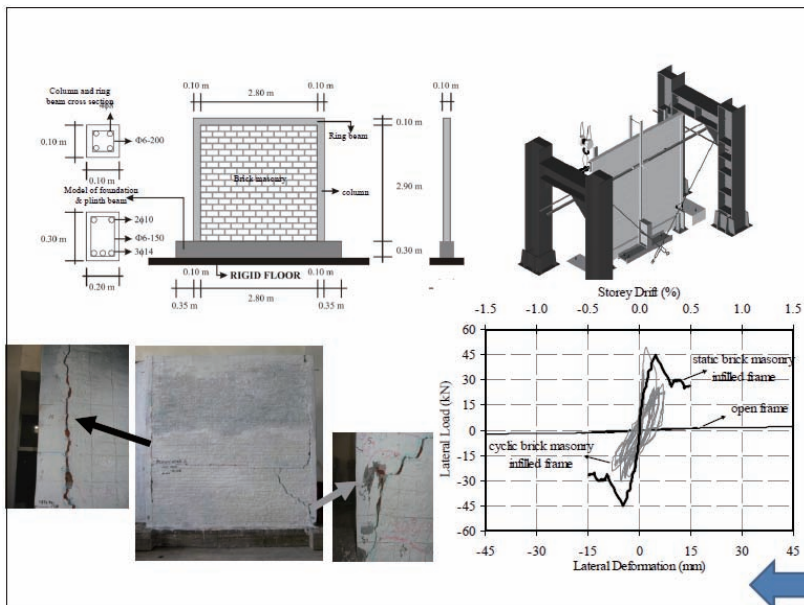 0.10 m
0.10 m
2.80 m
0.10 m
Column and ring
beam cross section
4φ8
Φ6-200
0,10 m
0.10 m
Ring beam
0.10 m
Brick masonry
column
2.90 m
Model of foundation
& plinth beam
2ϕ10
Φ6-150
3ϕ14
0.30 m
0.20 m
0.30 m
0.10 m
RIGID FLOOR
0.10 m
0.35 m
2.80 m
0.35 m
Storey Drift (%)
-1.5
-1.0
-0.5
0.0
0.5
1.0
1.5
Lateral Load (kN)
60
45
30
15
0
-15
-30
-45
-60
static brick masonry
infilled frame
open frame
cyclic brick masonry
infilled frame
-45
-30
-15
0
15
30
45
Lateral Deformation (mm)